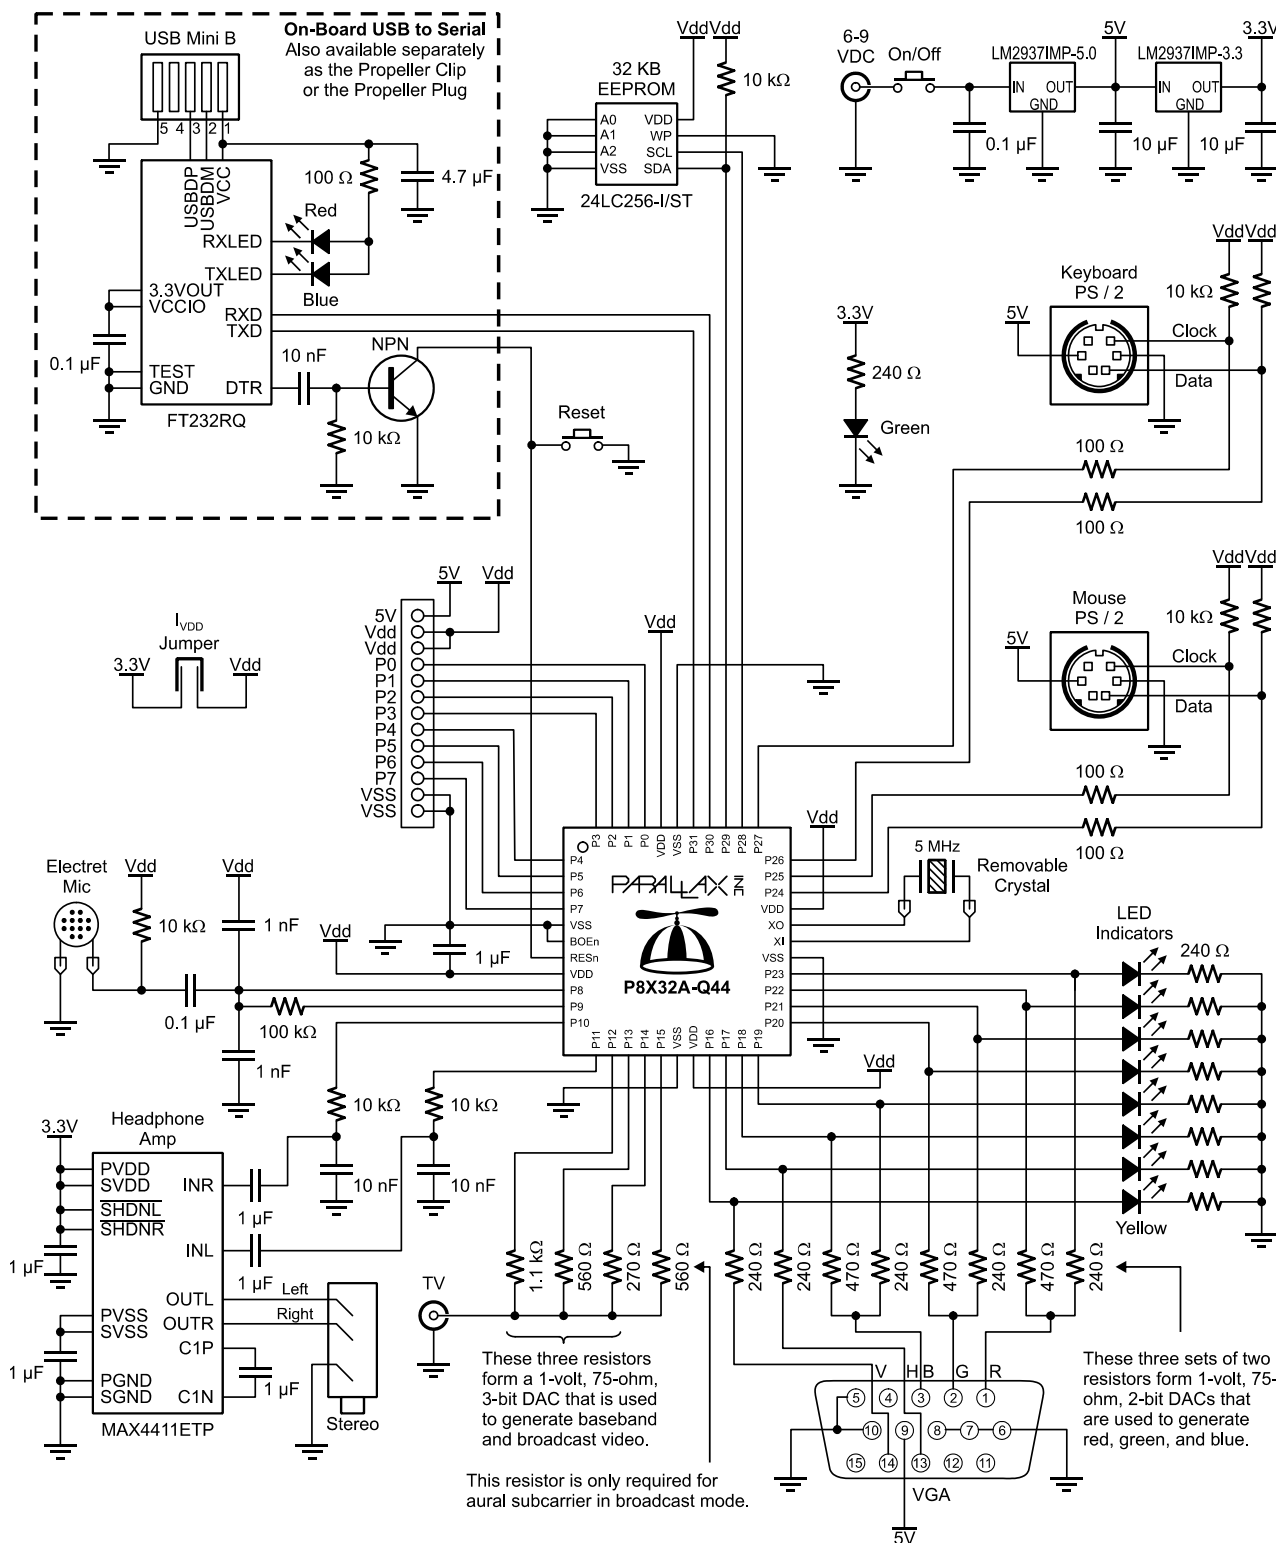 On-Board USB to Serial
Also available separately
as the Propeller Clip
or the Propeller Plug
USB Mini B
5 4 3 2 1
USBDP
USBDM
VCC
100 Ω
4.7 µF
Red
RXLED
TXLED
Blue
3.3VOUT
VCCIO
RXD
TXD
0.1 µF
10 nF
NPN
TEST
GND
DTR
FT232RQ
10 kΩ
Vdd Vdd
32 KB
EEPROM
10 kΩ
A0
A1
A2
VSS
VDD
WP
SCL
SDA
24LC256-I/ST
6-9
VDC
On/Off
LM2937IMP-5.0
5V
LM2937IMP-3.3
3.3V
IN OUT
GND
IN OUT
GND
0.1 µF
10 µF
10 µF
Reset
3.3V
240 Ω
Green
Vdd Vdd
Keyboard
PS / 2
10 kΩ
5V
Clock
Data
100 Ω
100 Ω
Vdd Vdd
Mouse
PS / 2
10 kΩ
5V
Clock
Data
100 Ω
100 Ω
IVDD
Jumper
3.3V
Vdd
5V
Vdd
5V
Vdd
Vdd
P0
P1
P2
P3
P4
P5
P6
P7
VSS
VSS
Vdd
Vdd
P3
P2
P1
P0
VDD
VSS
P31
P30
P29
P28
P27
P4
P5
P6
P7
VSS
BOEn
RESn
VDD
P8
P9
P10
PARALLAX INC
P8X32A-Q44
P26
P25
P24
VDD
XO
XI
VSS
P23
P22
P21
P20
P11
P12
P13
P14
P15
VSS
VDD
P16
P17
P18
P19
5 MHz
Removable
Crystal
Electret
Mic
Vdd
Vdd
10 kΩ
1 nF
Vdd
1 µF
0.1 µF
100 kΩ
1 nF
LED
Indicators
240 Ω
Yellow
Vdd
10 kΩ
10 kΩ
10 nF
10 nF
3.3V
Headphone
Amp
PVDD
SVDD
SHDNL
SHDNR
INR
INL
1 µF
1 µF
1 µF
OUTL
OUTR
Left
Right
PVSS
SVSS
C1P
1 µF
PGND
SGND
C1N
1 µF
MAX4411ETP
Stereo
TV
1.1 kΩ
560 Ω
270 Ω
560 Ω
240 Ω
240 Ω
470 Ω
240 Ω
470 Ω
240 Ω
470 Ω
240 Ω
These three resistors
form a 1-volt, 75-ohm,
3-bit DAC that is used
to generate baseband
and broadcast video.
This resistor is only required for
aural subcarrier in broadcast mode.
These three sets of two
resistors form 1-volt, 75-
ohm, 2-bit DACs that
are used to generate
red, green, and blue.
V H B G R
5 4 3 2 1
10 9 8 7 6
15 14 13 12 11
VGA
5V